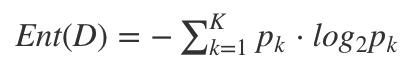 Ent(D) = − ∑_{k=1}^{K} p_k · log_2 p_k